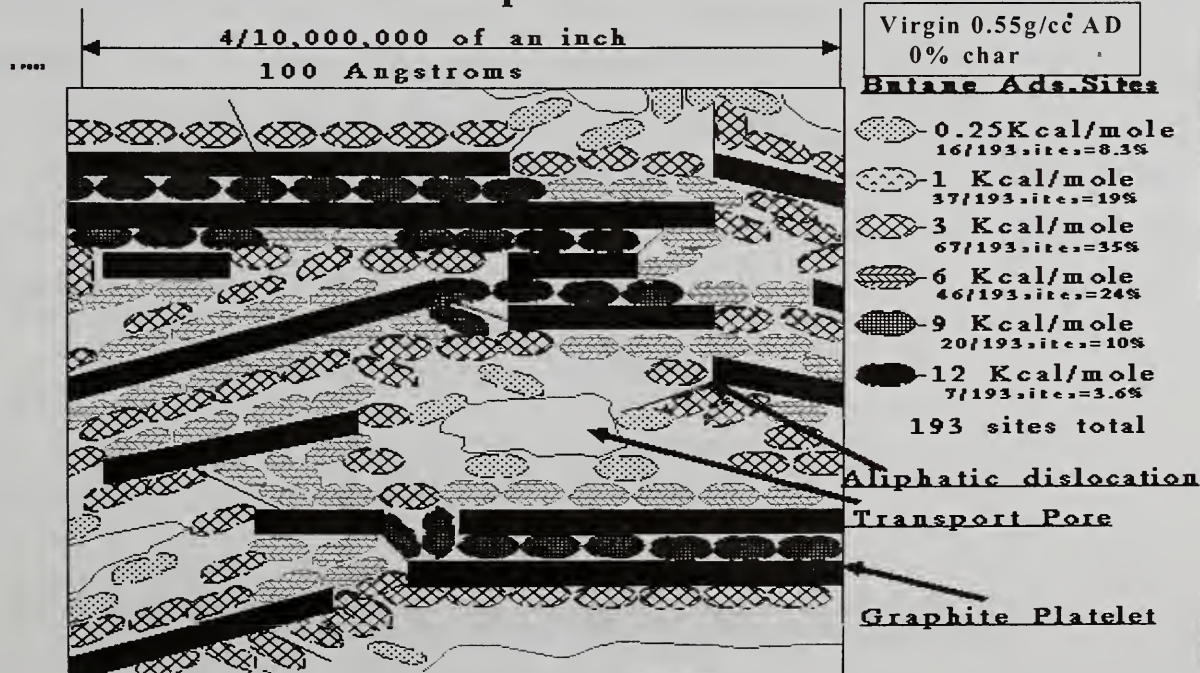 4/10,000,000 of an inch
100 Angstroms
Virgin 0.55g/cc AD
0% char
Butane Ads.Sites
0.25Kcal/mole
16/193 sites=8.3%
1 Kcal/mole
37/193 sites=19%
3 Kcal/mole
67/193 sites=35%
6 Kcal/mole
46/193 sites=24%
9 Kcal/mole
20/193 sites=10%
12 Kcal/mole
7/193 sites=3.6%
193 sites total
Aliphatic dislocation
Transport Pore
Graphite Platelet